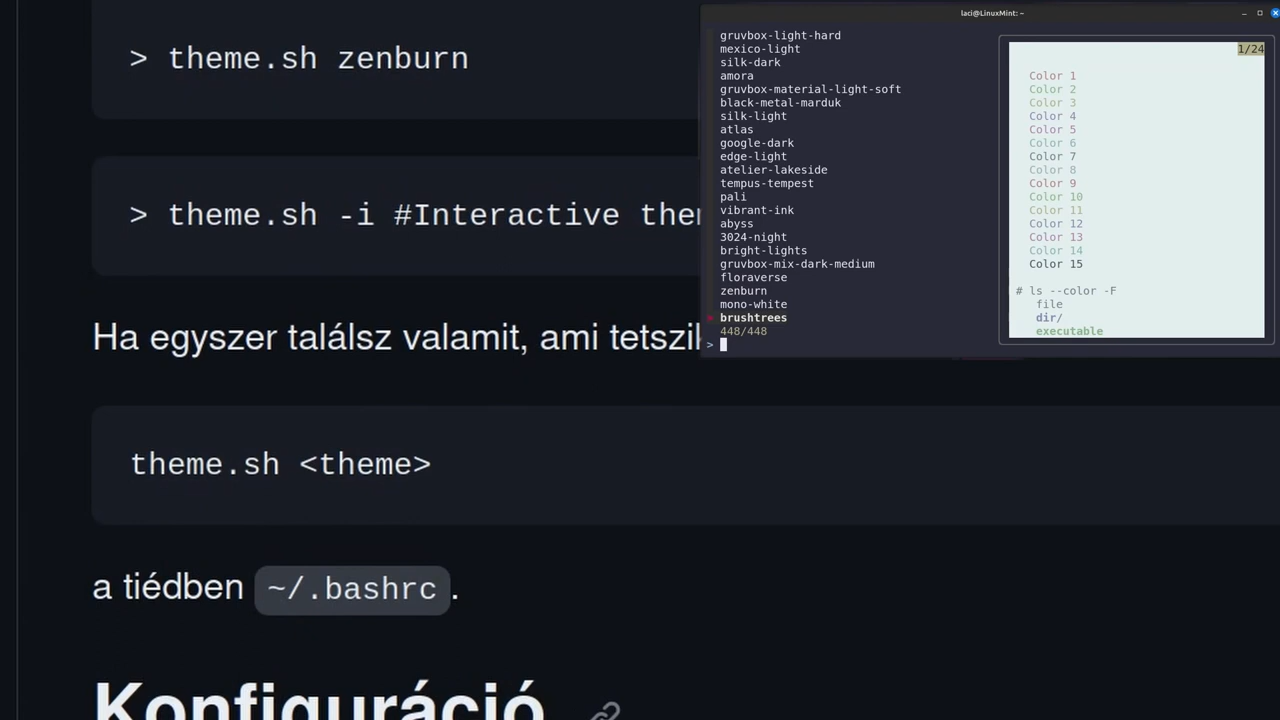 > theme.sh zenburn
> theme.sh -i #Interactive
Ha egyszer találsz valamit, ami tetszik
theme.sh <theme>
a tiédben ~/.bashrc.
Konfiguráció
laci@LinuxMint: ~
gruvbox-light-hard
mexico-light
silk-dark
amora
gruvbox-material-light-soft
black-metal-marduk
silk-light
atlas
google-dark
edge-light
atelier-lakeside
tempus-tempest
pali
vibrant-ink
abyss
3024-night
bright-lights
gruvbox-mix-dark-medium
floraverse
zenburn
mono-white
brushtrees
448/448
>
1/24
Color 1
Color 2
Color 3
Color 4
Color 5
Color 6
Color 7
Color 8
Color 9
Color 10
Color 11
Color 12
Color 13
Color 14
Color 15
# ls --color -F
file
dir/
executable